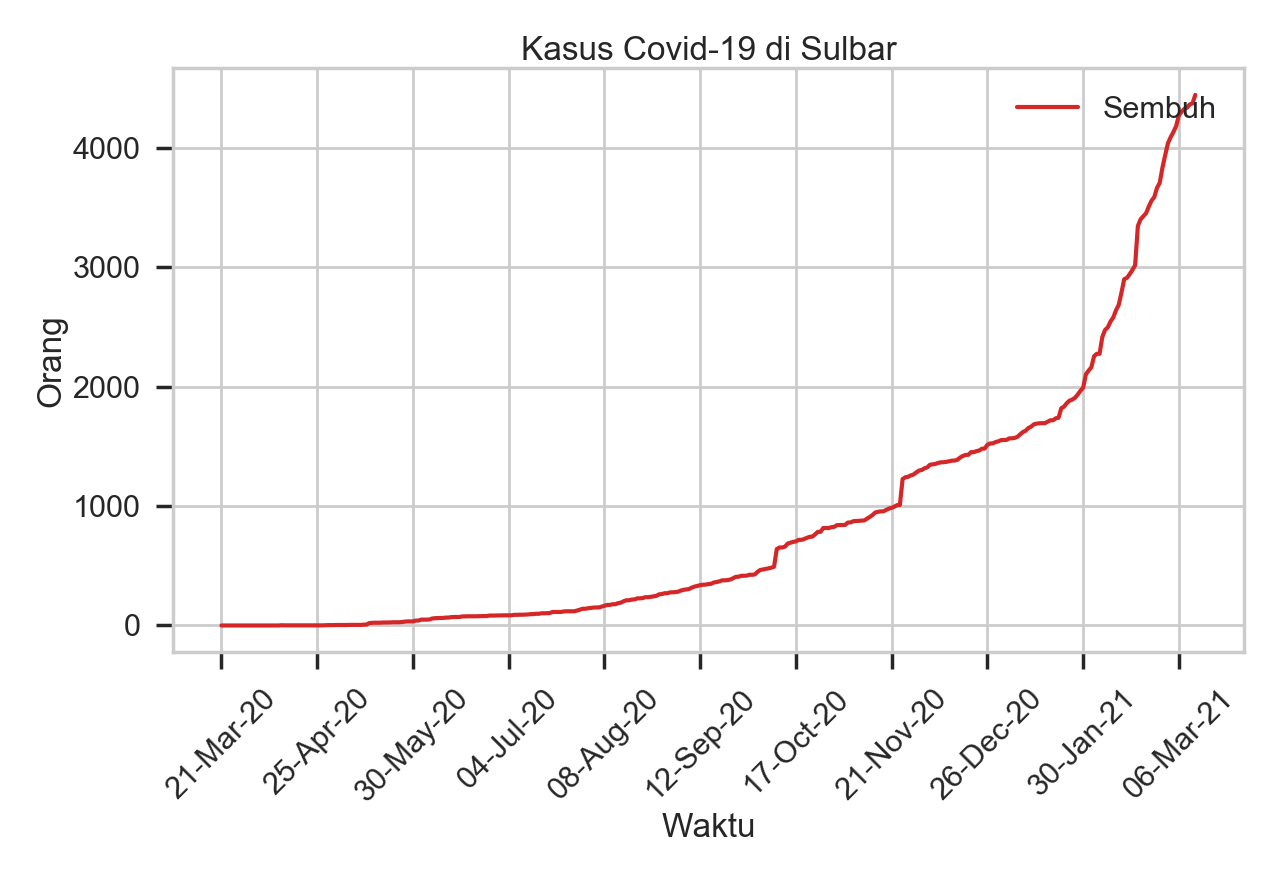 Kasus Covid-19 di Sulbar
Sembuh
4000
3000
2000
1000
0
Orang
21-Mar-20
25-Apr-20
30-May-20
04-Jul-20
08-Aug-20
12-Sep-20
17-Oct-20
21-Nov-20
26-Dec-20
30-Jan-21
06-Mar-21
Waktu